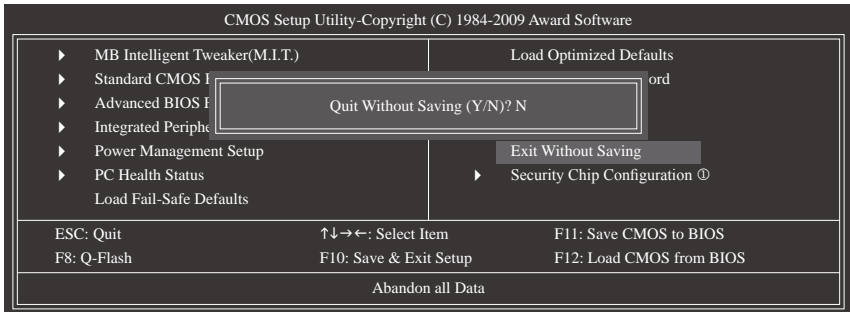 CMOS Setup Utility-Copyright (C) 1984-2009 Award Software
MB Intelligent Tweaker(M.I.T.)
Standard CMOS
Advanced BIOS
Integrated
Power Management Setup
PC Health Status
Load Fail-Safe Defaults
Load Optimized Defaults
Exit Without Saving
Security Chip Configuration ①
Quit Without Saving (Y/N)? N
ESC: Quit ↑↓→←: Select Item F11: Save CMOS to BIOS
F8: Q-Flash F10: Save & Exit Setup F12: Load CMOS from BIOS
Abandon all Data